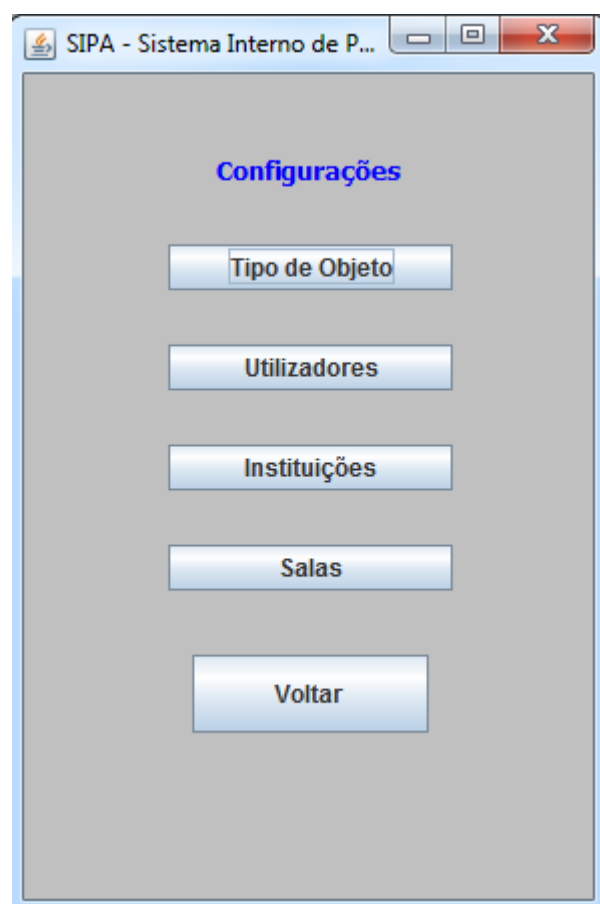 SIPA - Sistema Interno de P...
Configurações
Tipo de Objeto
Utilizadores
Instituições
Salas
Voltar